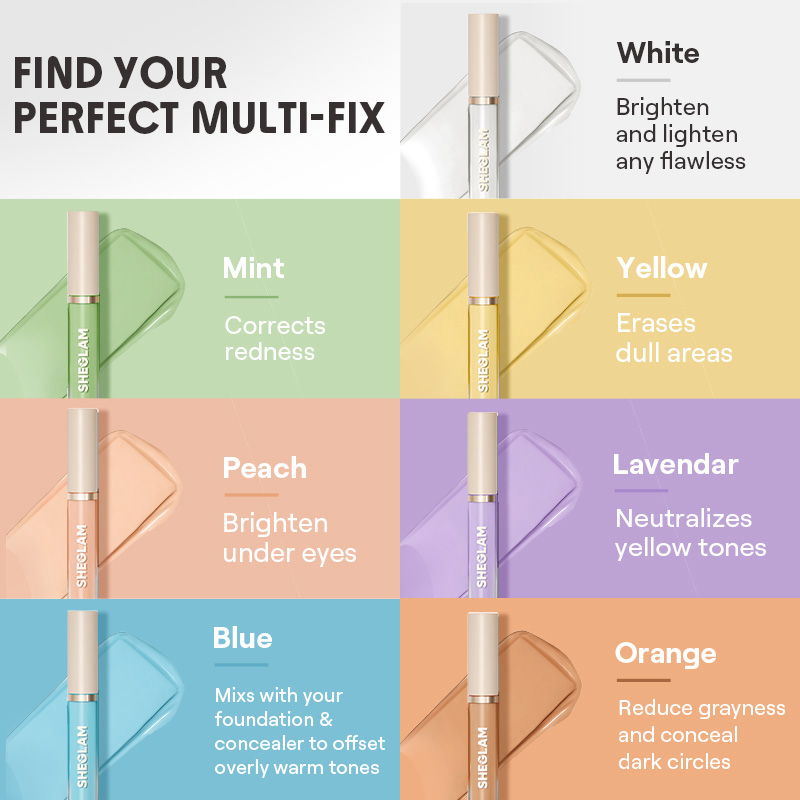 FIND YOUR
PERFECT MULTI-FIX
White
Brighten
and lighten
any flawless
SHEGLAM
Mint
Corrects
redness
SHEGLAM
Yellow
Erases
dull areas
SHEGLAM
Peach
Brighten
under eyes
SHEGLAM
Lavendar
Neutralizes
yellow tones
SHEGLAM
Blue
Mixs with your
foundation &
concealer to offset
overly warm tones
SHEGLAM
Orange
Reduce grayness
and conceal
dark circles
SHEGLAM